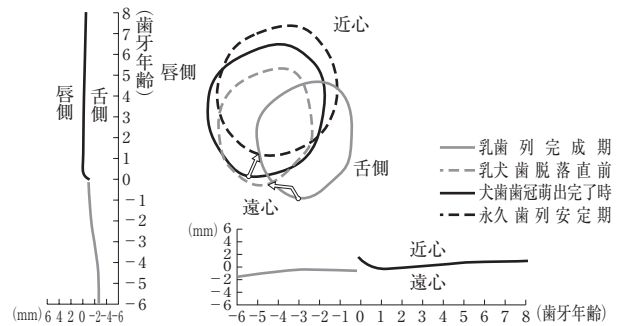 8
7
6
5
4
3
2
1
0
−1
−2
−3
−4
−5
−6
(歯牙年齢)
唇側
舌側
(mm) 6 4 2 0 −2 −4 −6
近心
唇側
舌側
遠心
乳歯列完成期
乳犬歯脱落直前
犬歯歯冠萌出完了時
永久歯列安定期
(mm)
6
4
2
0
−2
−4
−6
近心
遠心
−6 −5 −4 −3 −2 −1 0 1 2 3 4 5 6 7 8 (歯牙年齢)